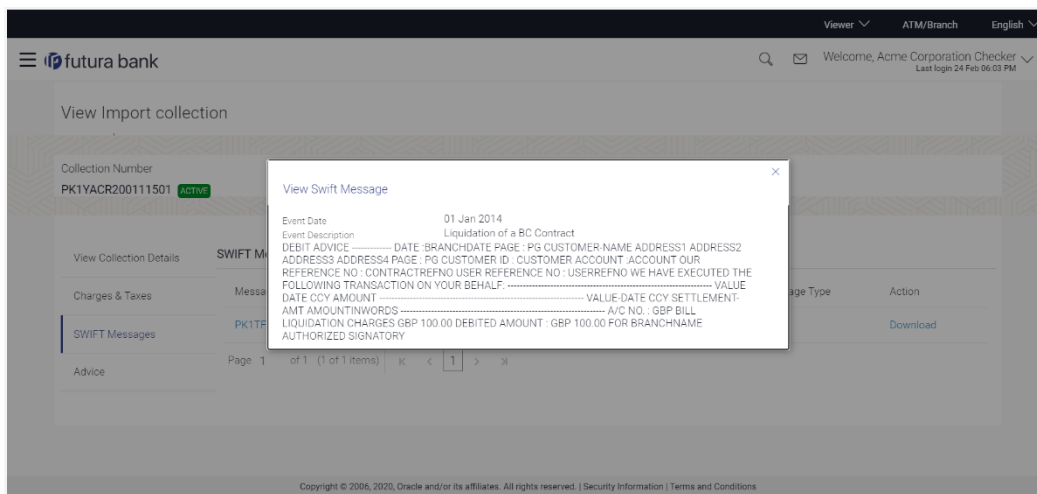 Viewer ATM/Branch English
futura bank
Welcome, Acme Corporation Checker
Last login 24 Feb 06:03 PM
View Import collection
Collection Number
PK1YACR200111501 ACTIVE
View Swift Message
Event Date 01 Jan 2014
Event Description Liquidation of a BC Contract
DEBIT ADVICE ------------ DATE :BRANCHDATE PAGE : PG CUSTOMER-NAME ADDRESS1 ADDRESS2
ADDRESS3 ADDRESS4 PAGE : PG CUSTOMER ID : CUSTOMER ACCOUNT :ACCOUNT OUR
REFERENCE NO : CONTRACTREFNO USER REFERENCE NO : USERREFNO WE HAVE EXECUTED THE
FOLLOWING TRANSACTION ON YOUR BEHALF. ---------------------------------------------------------------- VALUE
DATE CCY AMOUNT ---------------------------------------------------------------- VALUE-DATE CCY SETTLEMENT-
AMT AMOUNTINWORDS ---------------------------------------------------------------- A/C NO. : GBP BILL
LIQUIDATION CHARGES GBP 100.00 DEBITED AMOUNT : GBP 100.00 FOR BRANCHNAME
AUTHORIZED SIGNATORY
View Collection Details
Charges & Taxes
SWIFT Messages
Advice
SWIFT
Action
Type
Download
Page 1 of 1 (1 of 1 items) 1
Copyright © 2006, 2020, Oracle and/or its affiliates. All rights reserved. | Security Information | Terms and Conditions